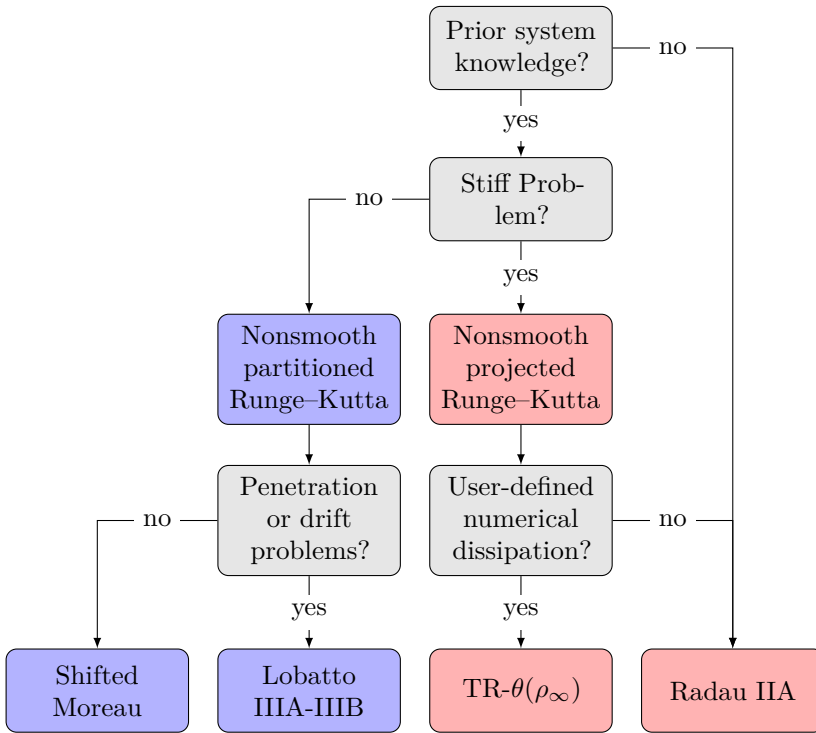 Prior system
knowledge?
no
yes
Stiff Prob-
lem?
no
yes
Nonsmooth
partitioned
Runge–Kutta
Nonsmooth
projected
Runge–Kutta
Penetration
or drift
problems?
User-defined
numerical
dissipation?
no
no
yes
yes
Shifted
Moreau
Lobatto
IIIA-IIIB
TR-θ(ρ∞)
Radau IIA